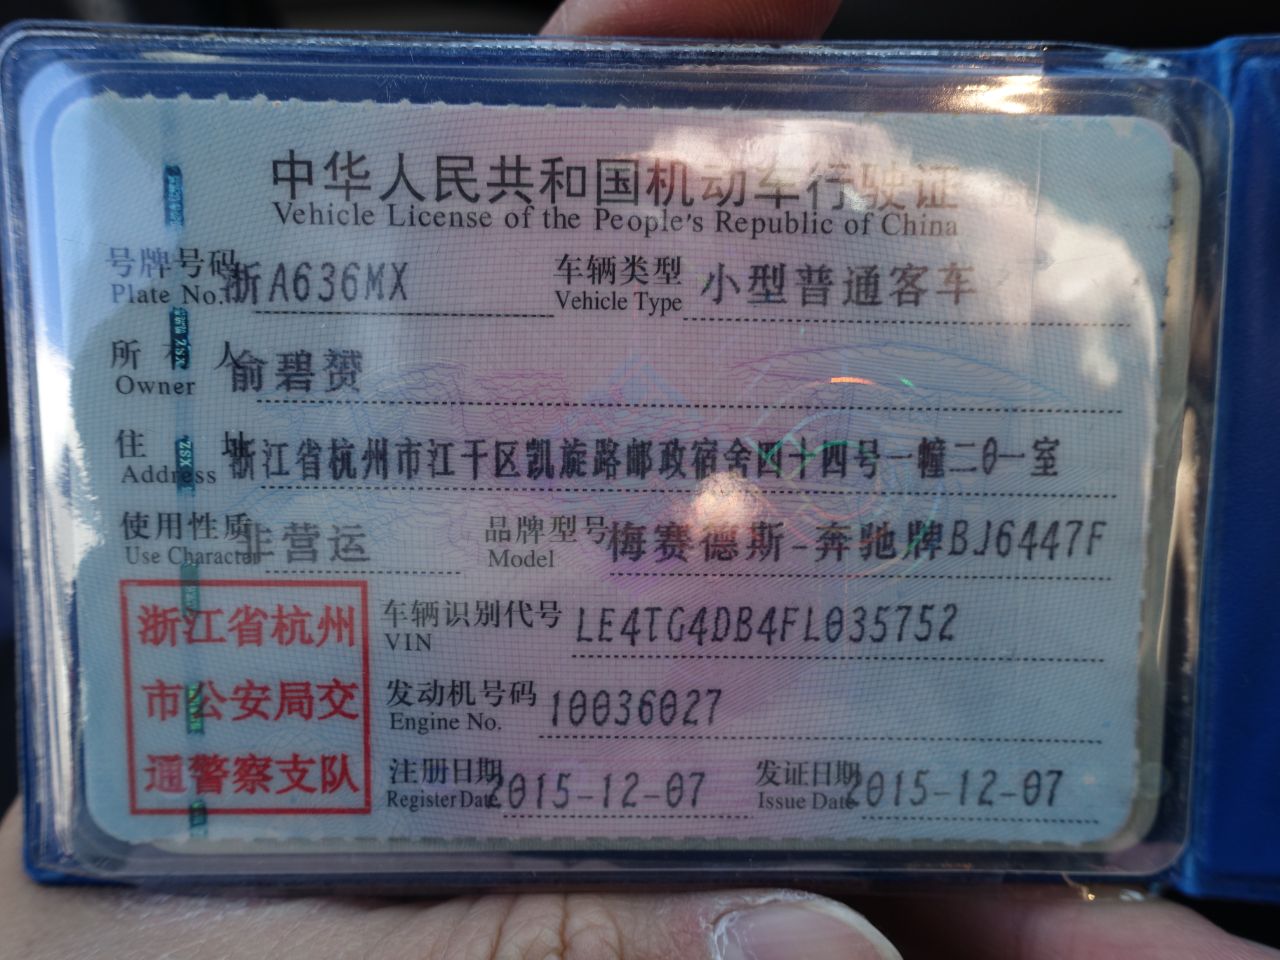 中华人民共和国机动车行驶证
Vehicle License of the People's Republic of China
号牌号码 浙A636MX 车辆类型 小型普通客车
Plate No. Vehicle Type
所有人 俞碧赟
Owner
住址 浙江省杭州市江干区凯旋路邮政宿舍四十四号一幢二0一室
Address
使用性质 非营运 品牌型号 梅赛德斯-奔驰牌BJ6447F
Use Character Model
浙江省杭州
市公安局交
通警察支队
车辆识别代号 LE4TG4DB4FL035752
VIN
发动机号码 10036027
Engine No.
注册日期 2015-12-07 发证日期 2015-12-07
Register Date Issue Date